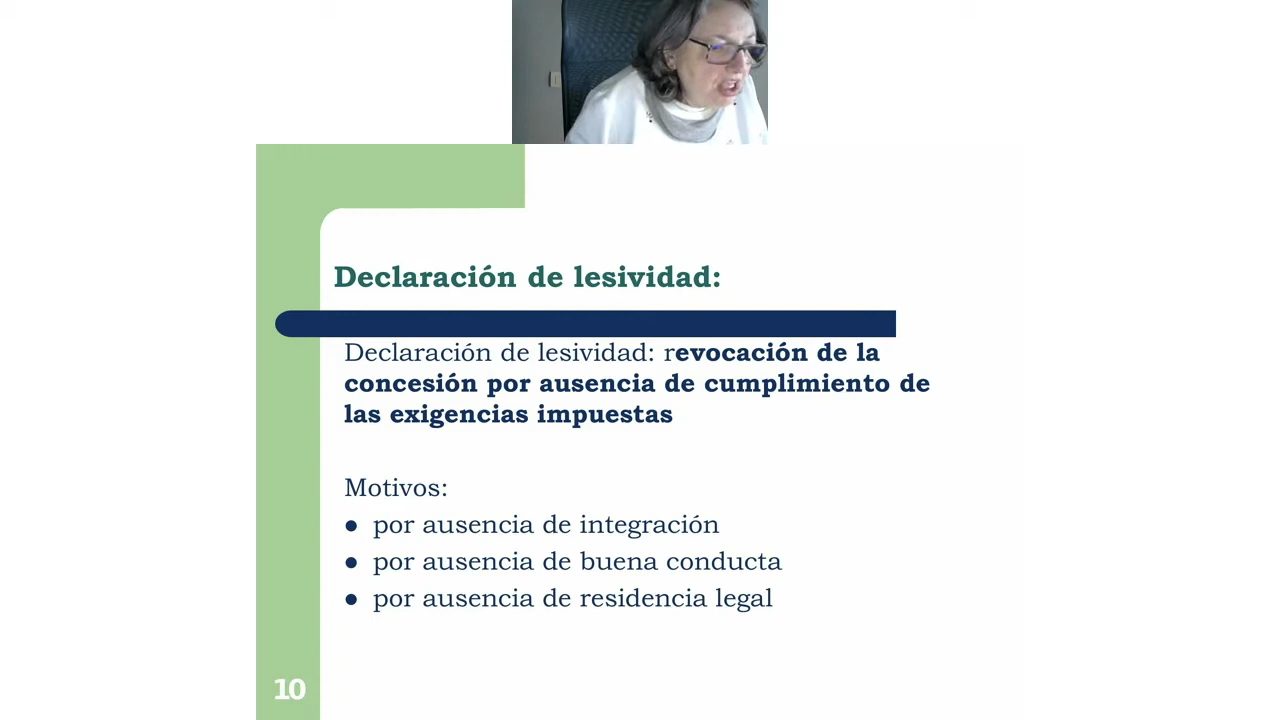 Declaración de lesividad:
Declaración de lesividad: revocación de la
concesión por ausencia de cumplimiento de
las exigencias impuestas
Motivos:
● por ausencia de integración
● por ausencia de buena conducta
● por ausencia de residencia legal
10